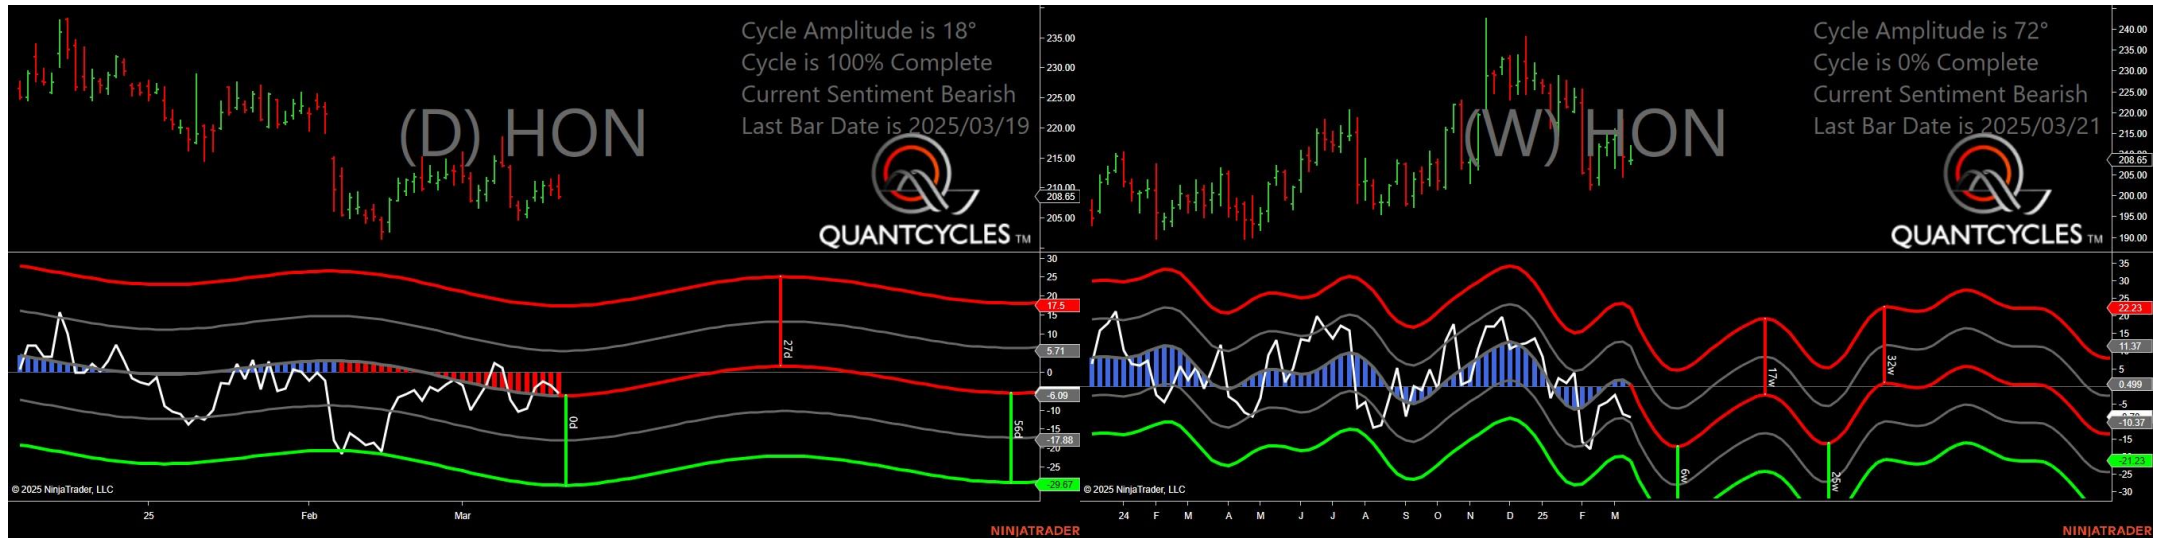 Cycle Amplitude is 18°
Cycle is 100% Complete
Current Sentiment Bearish
Last Bar Date is 2025/03/19
(D) HON
QUANTCYCLES TM
235.00
230.00
225.00
220.00
215.00
210.00
208.65
205.00
30
25
20
17.5
15
10
5.71
0
-6.09
-10
-15
-17.88
-20
-25
-29.67
27d
0d
56d
© 2025 NinjaTrader, LLC
25
Feb
Mar
NINJATRADER
Cycle Amplitude is 72°
Cycle is 0% Complete
Current Sentiment Bearish
Last Bar Date is 2025/03/21
(W) HON
QUANTCYCLES TM
240.00
235.00
230.00
225.00
220.00
215.00
208.65
205.00
200.00
195.00
190.00
35
30
25
22.23
20
15
11.37
5
0.499
-5
-10.37
-15
-21.23
-25
-30
17w
32w
6w
25w
© 2025 NinjaTrader, LLC
24
F
M
A
M
J
J
A
S
O
N
D
25
F
M
NINJATRADER